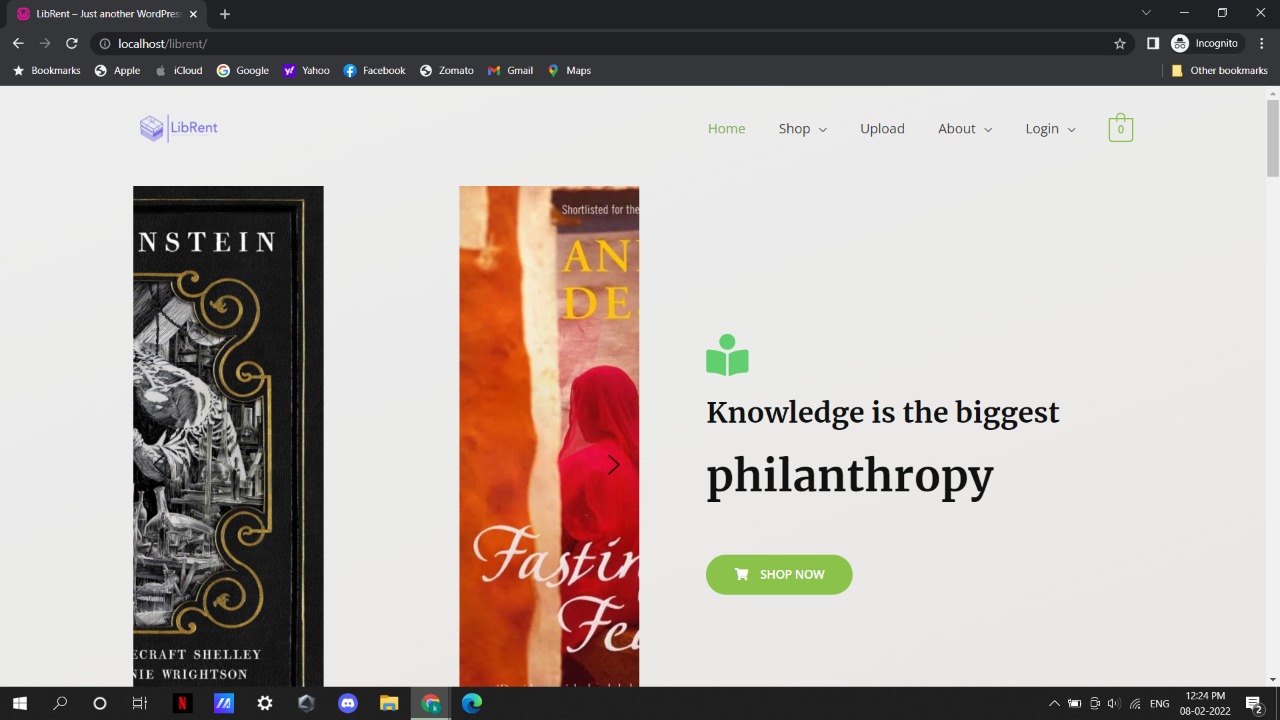 LibRent – Just another WordPres
localhost/librent/
Incognito
Bookmarks Apple iCloud Google Yahoo Facebook Zomato Gmail Maps Other bookmarks
LibRent
Home Shop Upload About Login 0
NSTEIN
ECRAFT SHELLEY
NIE WRIGHTSON
Shortlisted for the
AN
DE
Fastin
Fea
Knowledge is the biggest
philanthropy
SHOP NOW
ENG
12:24 PM
08-02-2022
2